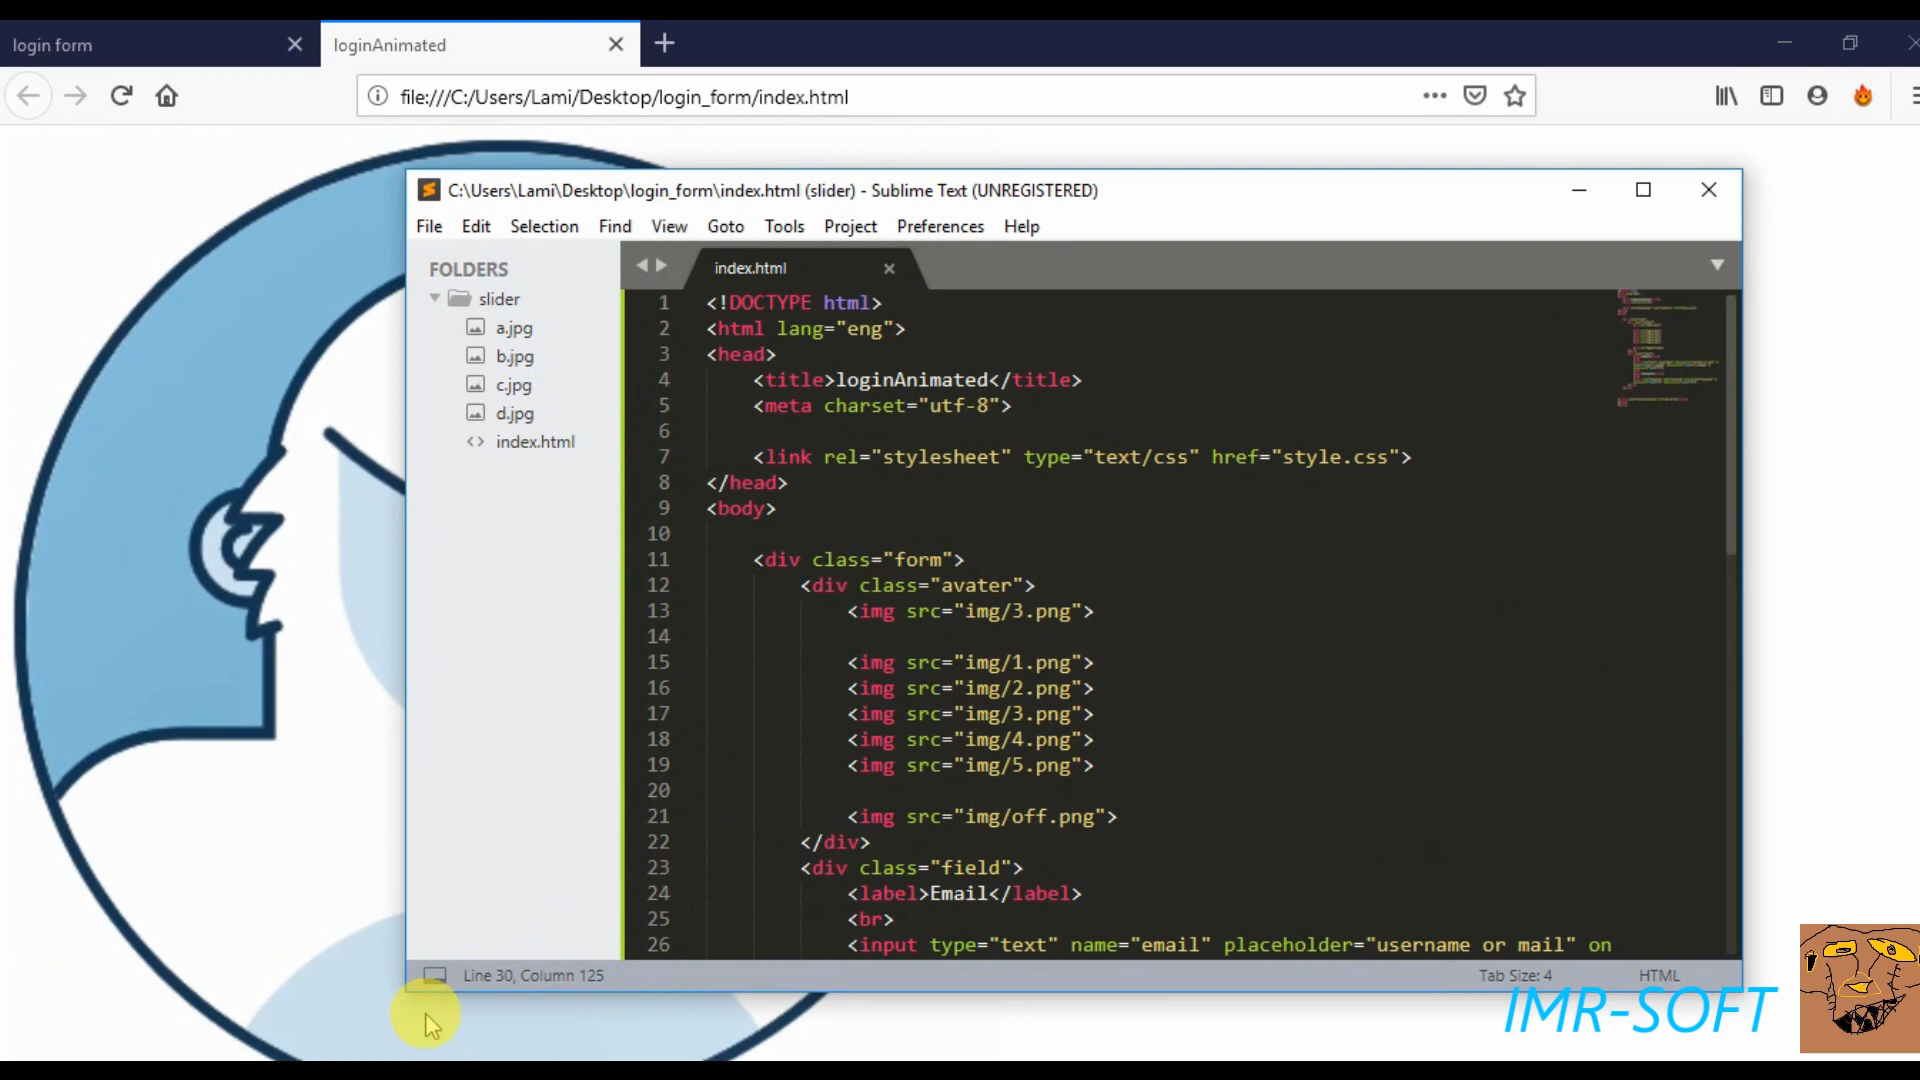 login form
loginAnimated
file:///C:/Users/Lami/Desktop/login_form/index.html
C:\Users\Lami\Desktop\login_form\index.html (slider) - Sublime Text (UNREGISTERED)
File Edit Selection Find View Goto Tools Project Preferences Help
FOLDERS
slider
a.jpg
b.jpg
c.jpg
d.jpg
index.html
index.html
1 <!DOCTYPE html>
2 <html lang="eng">
3 <head>
4 <title>loginAnimated</title>
5 <meta charset="utf-8">
6
7 <link rel="stylesheet" type="text/css" href="style.css">
8 </head>
9 <body>
10
11 <div class="form">
12 <div class="avater">
13 <img src="img/3.png">
14
15 <img src="img/1.png">
16 <img src="img/2.png">
17 <img src="img/3.png">
18 <img src="img/4.png">
19 <img src="img/5.png">
20
21 <img src="img/off.png">
22 </div>
23 <div class="field">
24 <label>Email</label>
25 <br>
26 <input type="text" name="email" placeholder="username or mail" on
Line 30, Column 125
Tab Size: 4
HTML
IMR-SOFT